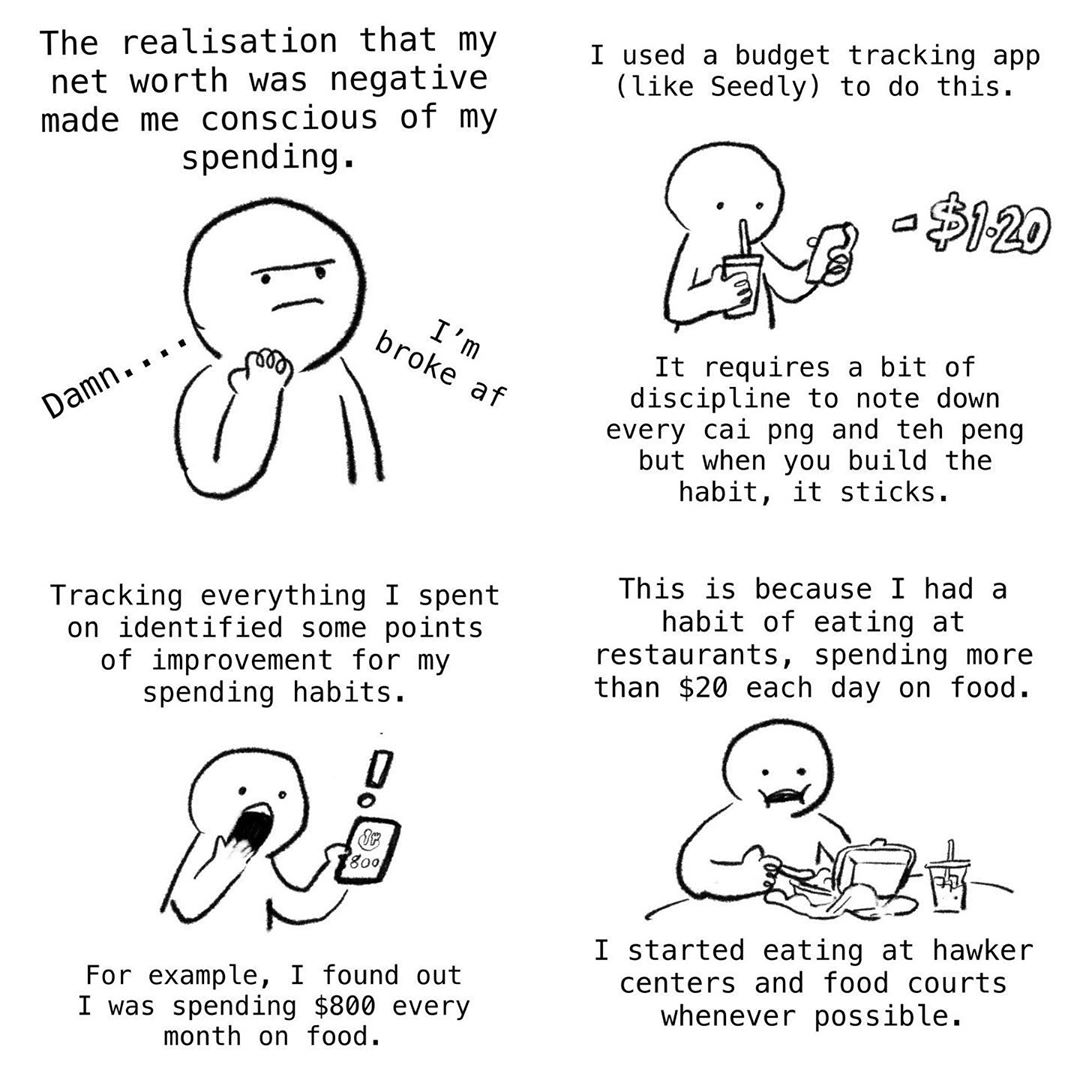 The realisation that my
net worth was negative
made me conscious of my
spending.
Damn....
I'm
broke af
I used a budget tracking app
(like Seedly) to do this.
-$1.20
It requires a bit of
discipline to note down
every cai png and teh peng
but when you build the
habit, it sticks.
Tracking everything I spent
on identified some points
of improvement for my
spending habits.
!
800
For example, I found out
I was spending $800 every
month on food.
This is because I had a
habit of eating at
restaurants, spending more
than $20 each day on food.
I started eating at hawker
centers and food courts
whenever possible.